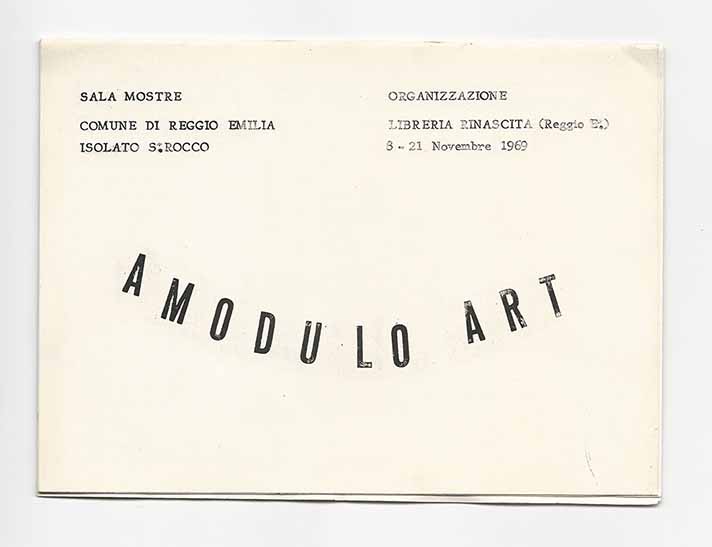 SALA MOSTRE
COMUNE DI REGGIO EMILIA
ISOLATO S.ROCCO
ORGANIZZAZIONE
LIBRERIA RINASCITA (Reggio E.)
8 - 21 Novembre 1969
AMODULO ART